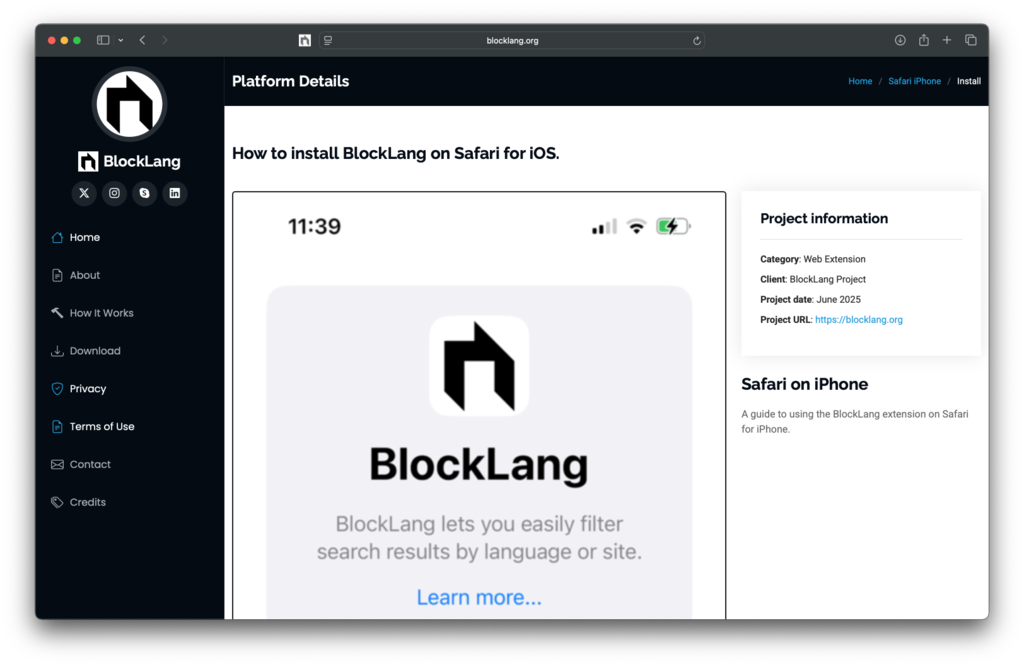 blocklang.org
BlockLang
Home
About
How It Works
Download
Privacy
Terms of Use
Contact
Credits
Platform Details
Home / Safari iPhone / Install
How to install BlockLang on Safari for iOS.
11:39
BlockLang
BlockLang lets you easily filter
search results by language or site.
Learn more...
Project information
Category: Web Extension
Client: BlockLang Project
Project date: June 2025
Project URL: https://blocklang.org
Safari on iPhone
A guide to using the BlockLang extension on Safari
for iPhone.